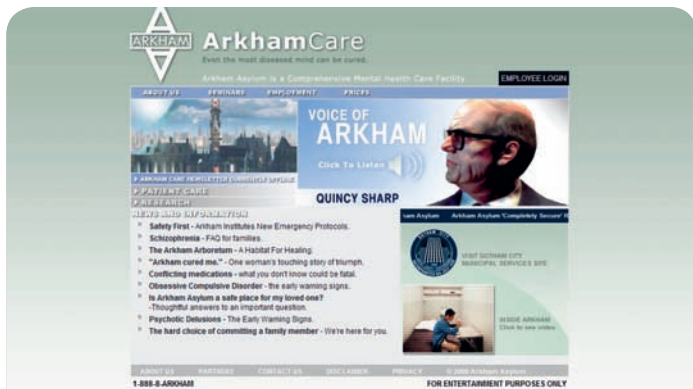 ARKHAM
ArkhamCare
Even the most diseased mind can be cured.
Arkham Asylum is a Comprehensive Mental Health Care Facility
EMPLOYEE LOGIN
ABOUT US SEMINARS EMPLOYMENT PRICES
VOICE OF
ARKHAM
Click To Listen
QUINCY SHARP
ARKHAM CARE NEWSLETTER CURRENTLY OFFLINE
PATIENT CARE
RESEARCH
NEWS AND INFORMATION
Safety First - Arkham Institutes New Emergency Protocols.
Schizophrenia - FAQ for families.
The Arkham Arboretum - A Habitat For Healing.
"Arkham cured me." - One woman's touching story of triumph.
Conflicting medications - what you don't know could be fatal.
Obsessive Compulsive Disorder - the early warning signs.
Is Arkham Asylum a safe place for my loved one?
-Thoughtful answers to an important question.
Psychotic Delusions - The Early Warning Signs.
The hard choice of committing a family member - We're here for you.
am Asylum Arkham Asylum 'Completely Secure'
VISIT GOTHAM CITY
MUNICIPAL SERVICES SITE
INSIDE ARKHAM
Click to see video
ABOUT US PARTNERS CONTACT US DISCLAIMER PRIVACY Arkham Asylum
1-888-8-ARKHAM
FOR ENTERTAINMENT PURPOSES ONLY